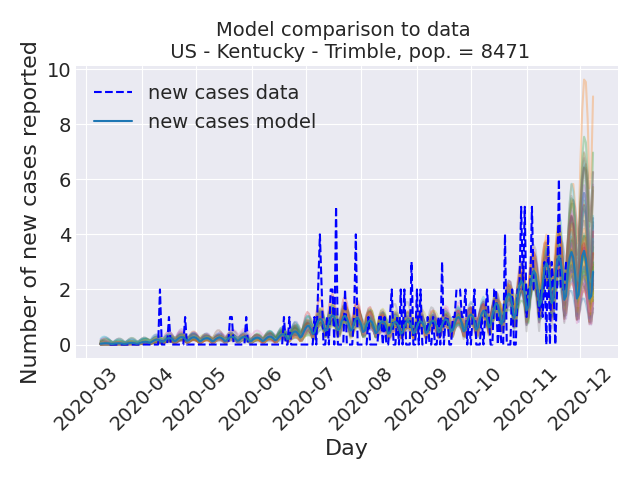 Model comparison to data
US - Kentucky - Trimble, pop. = 8471
Number of new cases reported
10
8
6
4
2
0
new cases data
new cases model
2020-03
2020-04
2020-05
2020-06
2020-07
2020-08
2020-09
2020-10
2020-11
2020-12
Day